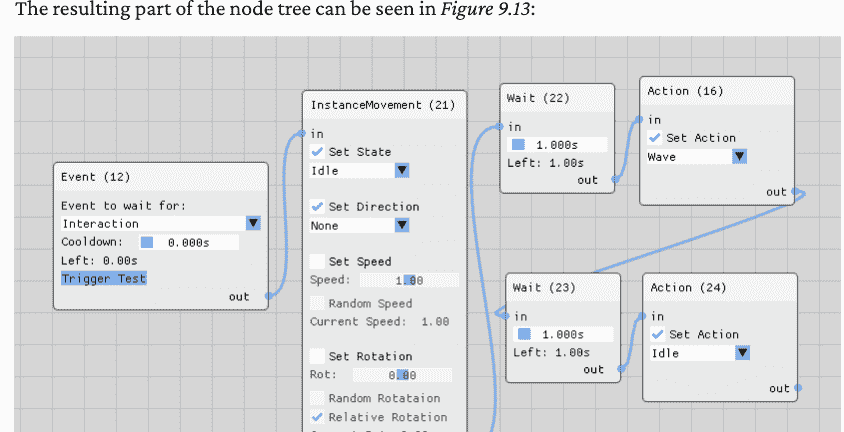 The resulting part of the node tree can be seen in Figure 9.13:
Event (12)
Event to wait for:
Interaction
Cooldown: 0.000s
Left: 0.00s
Trigger Test
out
InstanceMovement (21)
in
Set State
Idle
Set Direction
None
Set Speed
Speed: 1.00
Random Speed
Current Speed: 1.00
Set Rotation
Rot: 0.00
Random Rotataion
Relative Rotation
Wait (22)
in
1.000s
Left: 1.00s
out
Action (16)
in
Set Action
Wave
out
Wait (23)
in
1.000s
Left: 1.00s
out
Action (24)
in
Set Action
Idle
out